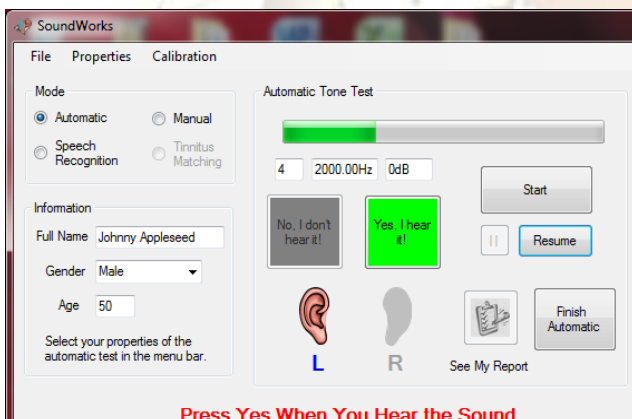 SoundWorks
File Properties Calibration
Mode
Automatic
Manual
Speech
Recognition
Tinnitus
Matching
Information
Full Name Johnny Appleseed
Gender Male
Age 50
Select your properties of the
automatic test in the menu bar.
Automatic Tone Test
4 2000.00Hz 0dB
Start
No, I don't
hear it!
Yes, I hear
it!
Resume
L
R
See My Report
Finish
Automatic
Press Yes When You Hear the Sound